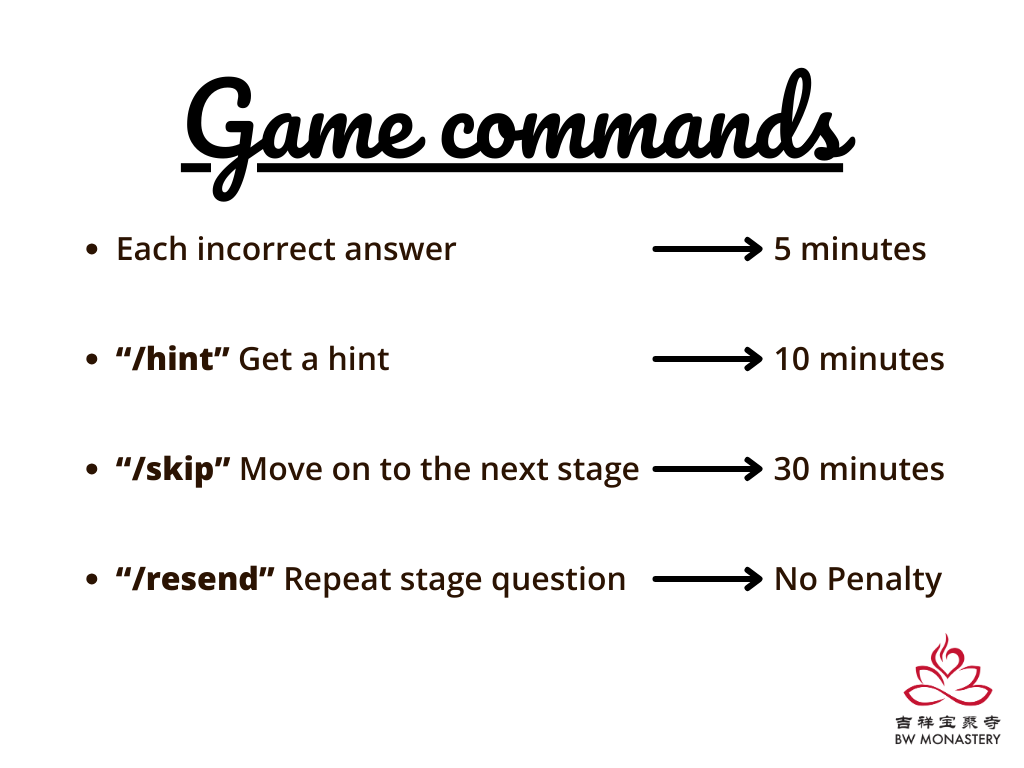 Game commands
• Each incorrect answer → 5 minutes
• “/hint” Get a hint → 10 minutes
• “/skip” Move on to the next stage → 30 minutes
• “/resend” Repeat stage question → No Penalty
吉祥宝聚寺
BW MONASTERY